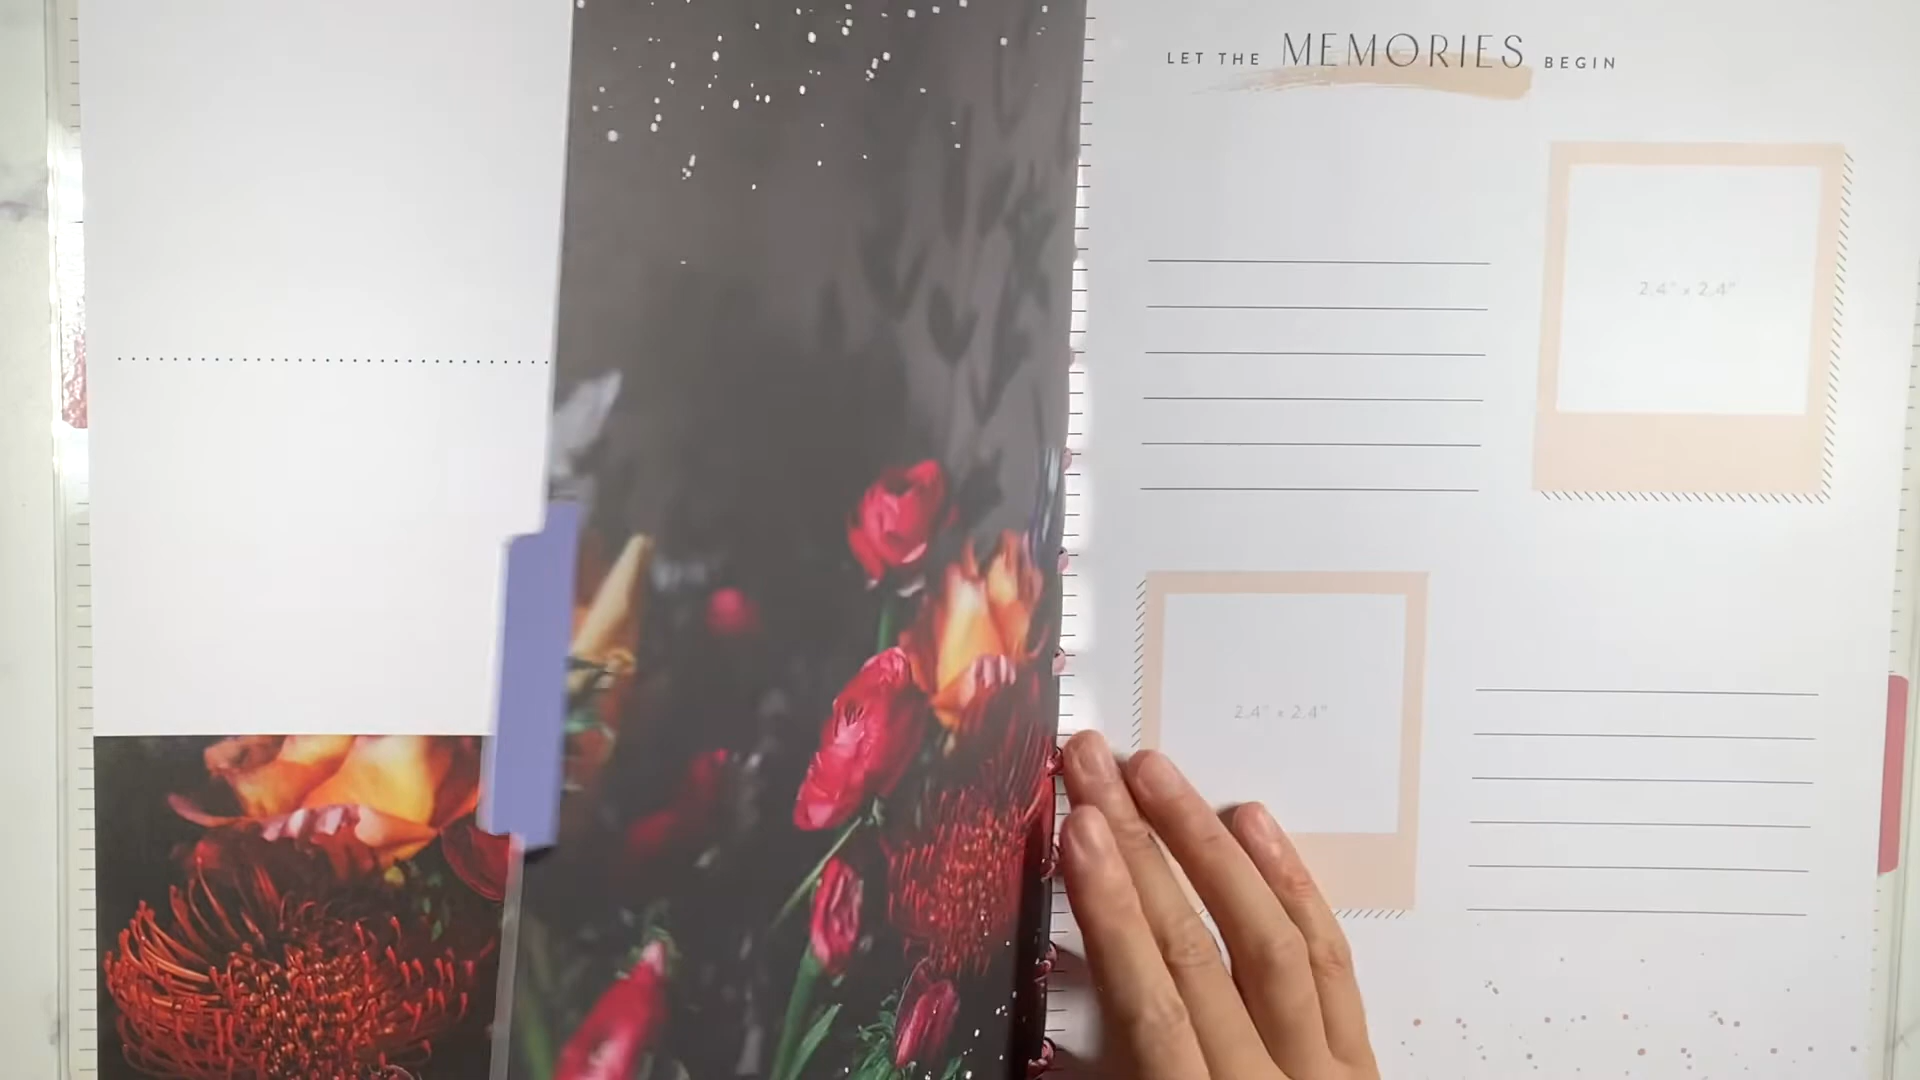 LET THE MEMORIES BEGIN
2.4" x 2.4"
2.4" x 2.4"